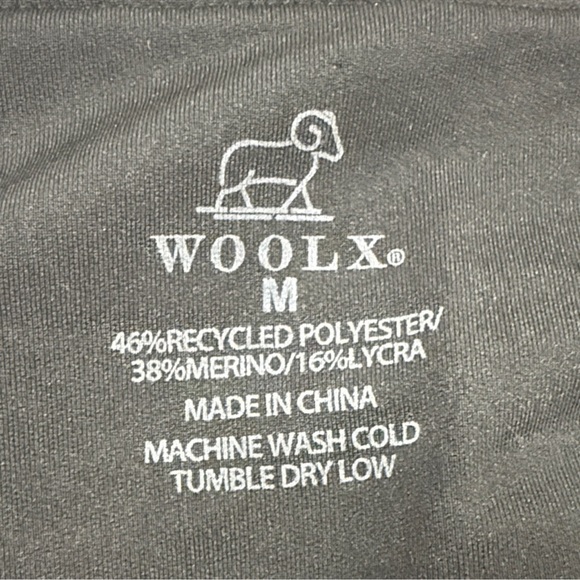 WOOLX®
M
46%RECYCLED POLYESTER/
38%MERINO/16%LYCRA
MADE IN CHINA
MACHINE WASH COLD
TUMBLE DRY LOW